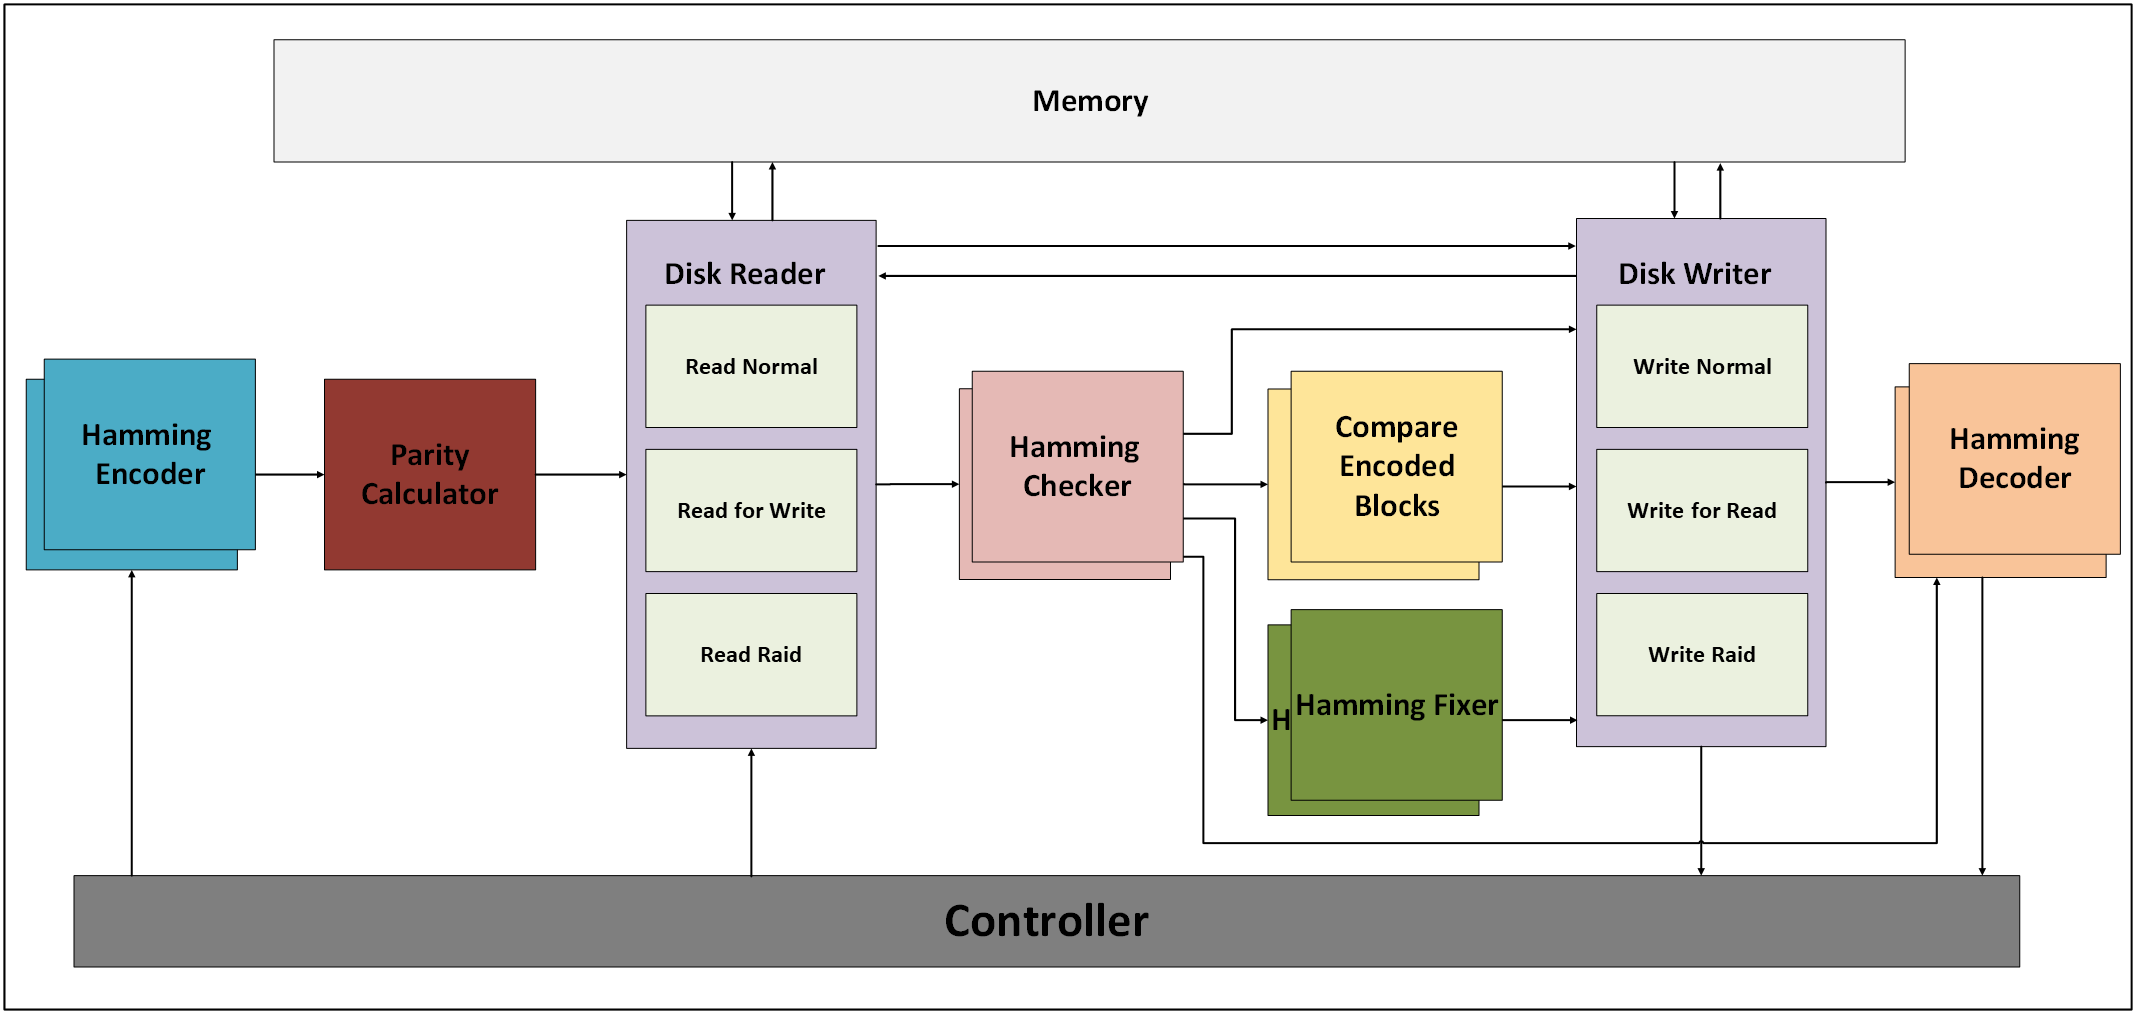 Memory
Disk Reader
Read Normal
Read for Write
Read Raid
Disk Writer
Write Normal
Write for Read
Write Raid
Hamming
Encoder
Parity
Calculator
Hamming
Checker
Compare
Encoded
Blocks
H
Hamming Fixer
Hamming
Decoder
Controller